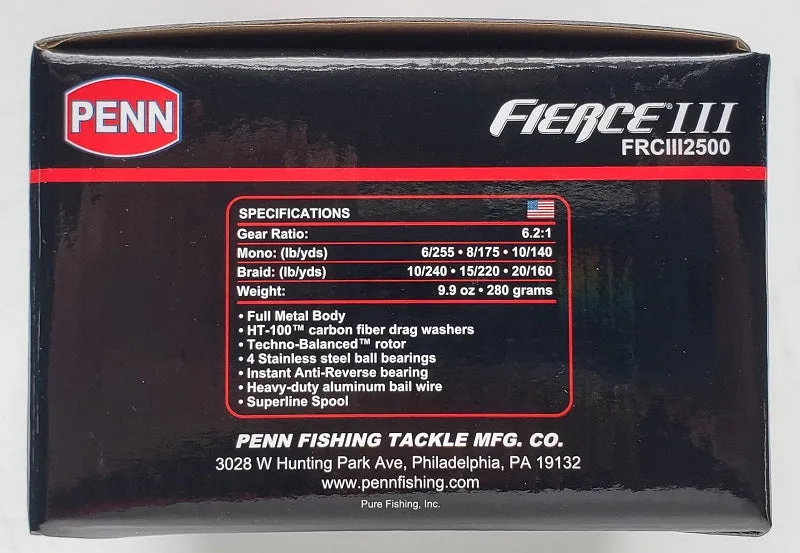 PENN
FIERCE® III
FRCIII2500
SPECIFICATIONS
Gear Ratio: 6.2:1
Mono: (lb/yds) 6/255 • 8/175 • 10/140
Braid: (lb/yds) 10/240 • 15/220 • 20/160
Weight: 9.9 oz • 280 grams
• Full Metal Body
• HT-100™ carbon fiber drag washers
• Techno-Balanced™ rotor
• 4 Stainless steel ball bearings
• Instant Anti-Reverse bearing
• Heavy-duty aluminum bail wire
• Superline Spool
PENN FISHING TACKLE MFG. CO.
3028 W Hunting Park Ave, Philadelphia, PA 19132
www.pennfishing.com
Pure Fishing, Inc.